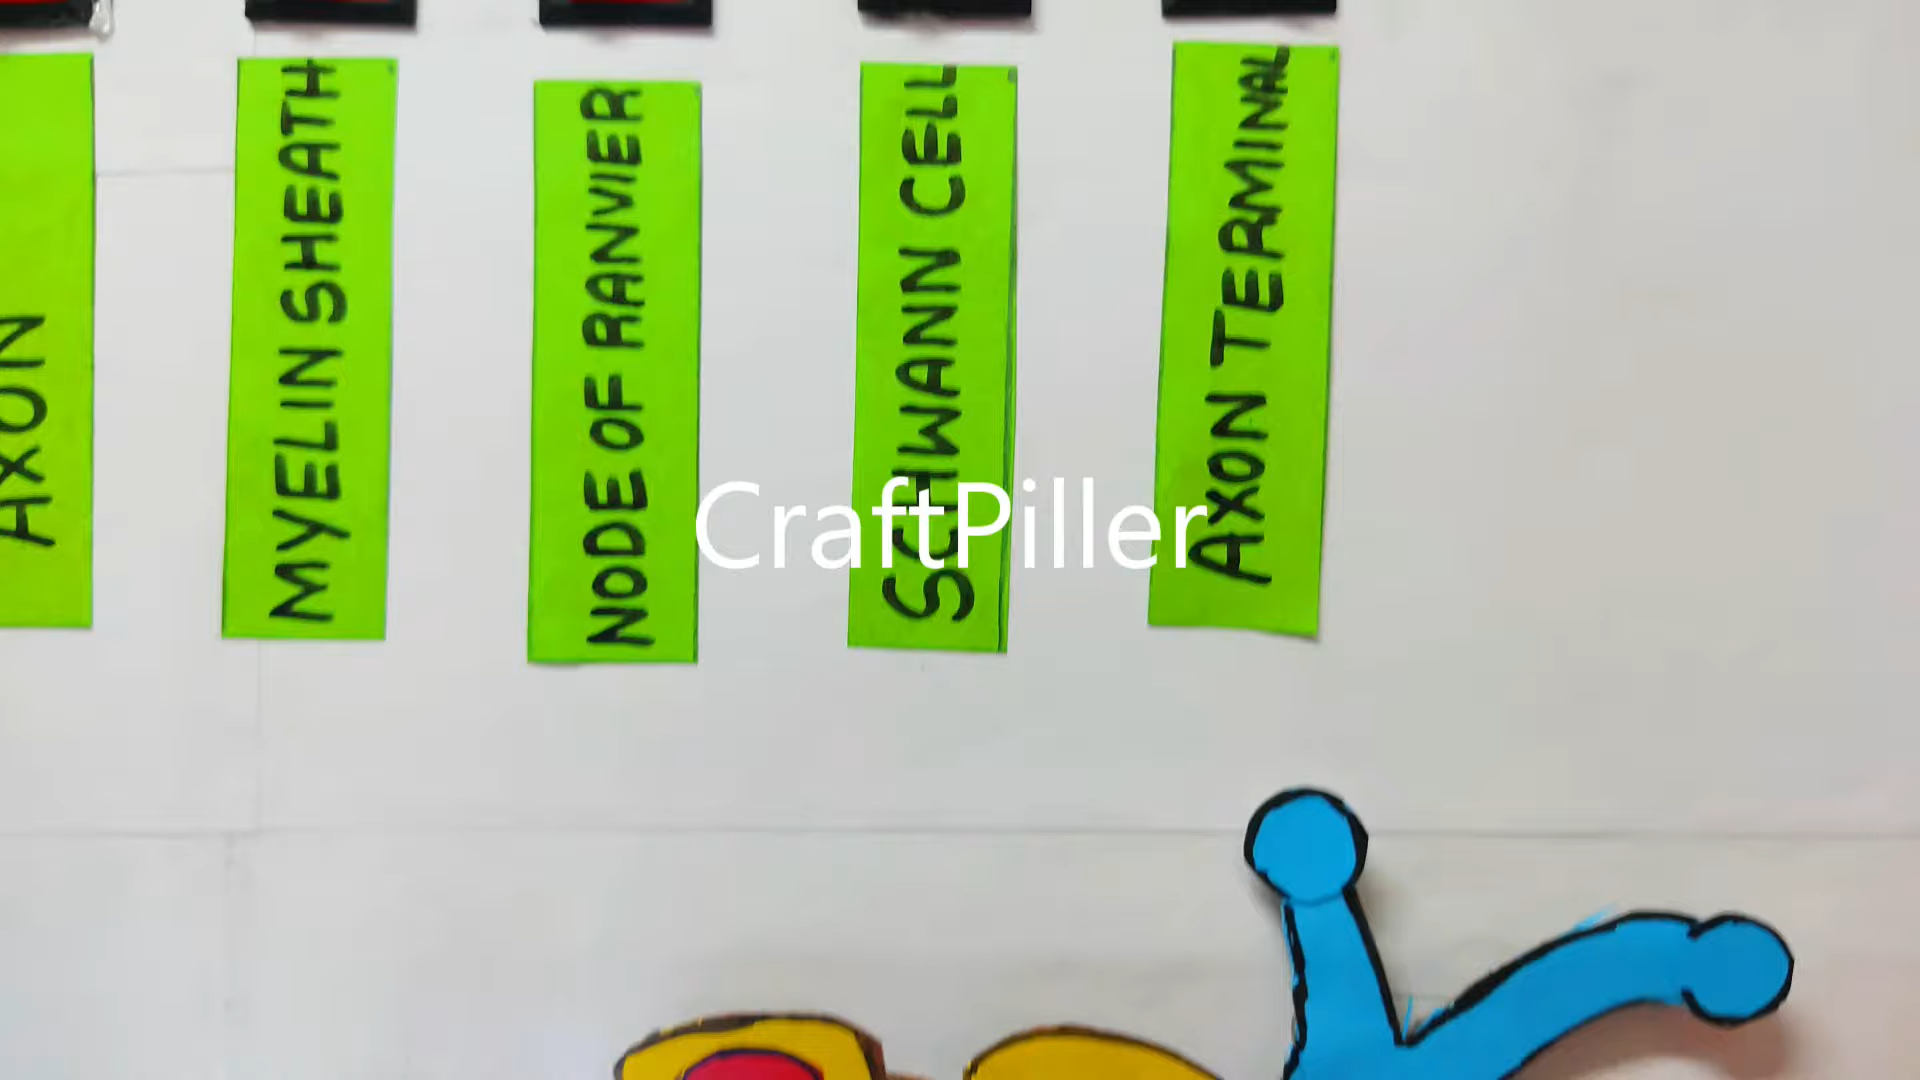 AXON
MYELIN SHEATH
NODE OF RANVIER
SCHWANN CELL
AXON TERMINAL
CraftPiller